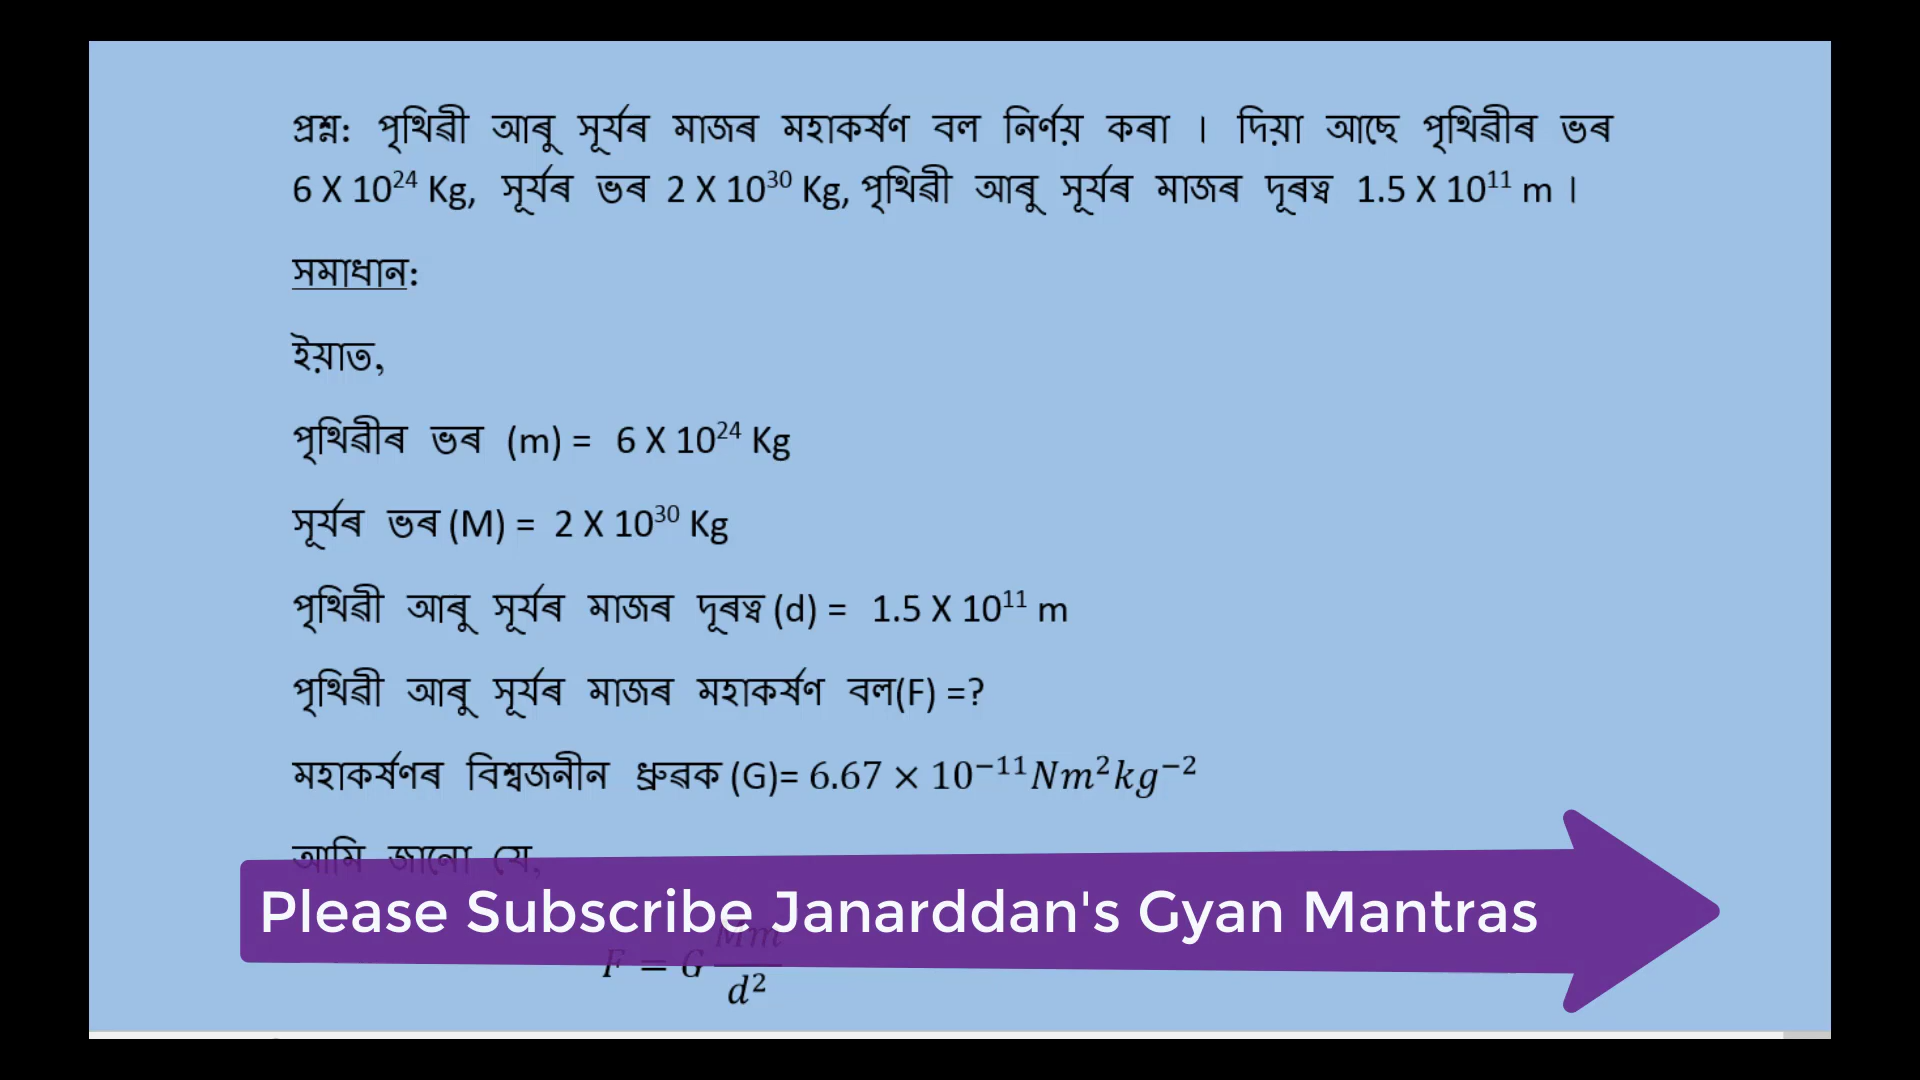 প্ৰশ্ন: পৃথিৱী আৰু সূৰ্যৰ মাজৰ মহাকৰ্ষণ বল নিৰ্ণয় কৰা । দিয়া আছে পৃথিৱীৰ ভৰ
6 X 10²⁴ Kg, সূৰ্যৰ ভৰ 2 X 10³⁰ Kg, পৃথিৱী আৰু সূৰ্যৰ মাজৰ দূৰত্ব 1.5 X 10¹¹ m ।
সমাধান:
ইয়াত,
পৃথিৱীৰ ভৰ (m) = 6 X 10²⁴ Kg
সূৰ্যৰ ভৰ (M) = 2 X 10³⁰ Kg
পৃথিৱী আৰু সূৰ্যৰ মাজৰ দূৰত্ব (d) = 1.5 X 10¹¹ m
পৃথিৱী আৰু সূৰ্যৰ মাজৰ মহাকৰ্ষণ বল(F) =?
মহাকৰ্ষণৰ বিশ্বজনীন ধ্ৰুৱক (G)= 6.67 × 10⁻¹¹Nm²kg⁻²
আমি জানো যে,
Please Subscribe Janarddan's Gyan Mantras
F = G Mm/d²